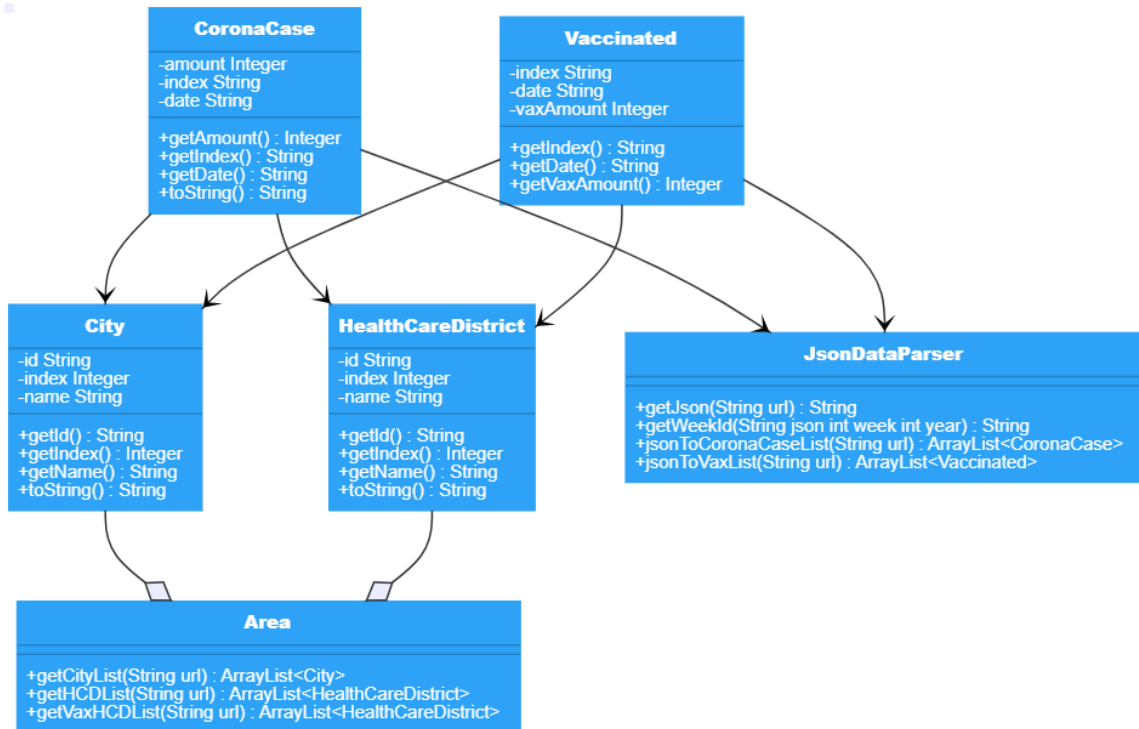 CoronaCase
-amount Integer
-index String
-date String
+getAmount() : Integer
+getIndex() : String
+getDate() : String
+toString() : String
Vaccinated
-index String
-date String
-vaxAmount Integer
+getIndex() : String
+getDate() : String
+getVaxAmount() : Integer
City
-id String
-index Integer
-name String
+getId() : String
+getIndex() : Integer
+getName() : String
+toString() : String
HealthCareDistrict
-id String
-index Integer
-name String
+getId() : String
+getIndex() : Integer
+getName() : String
+toString() : String
JsonDataParser
+getJson(String url) : String
+getWeekId(String json int week int year) : String
+jsonToCoronaCaseList(String url) : ArrayList<CoronaCase>
+jsonToVaxList(String url) : ArrayList<Vaccinated>
Area
+getCityList(String url) : ArrayList<City>
+getHCDList(String url) : ArrayList<HealthCareDistrict>
+getVaxHCDList(String url) : ArrayList<HealthCareDistrict>